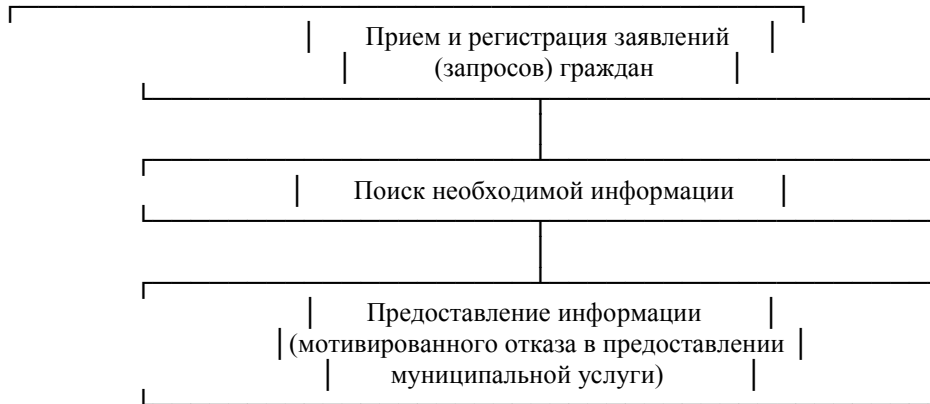 Прием и регистрация заявлений
(запросов) граждан
Поиск необходимой информации
Предоставление информации
(мотивированного отказа в предоставлении
муниципальной услуги)